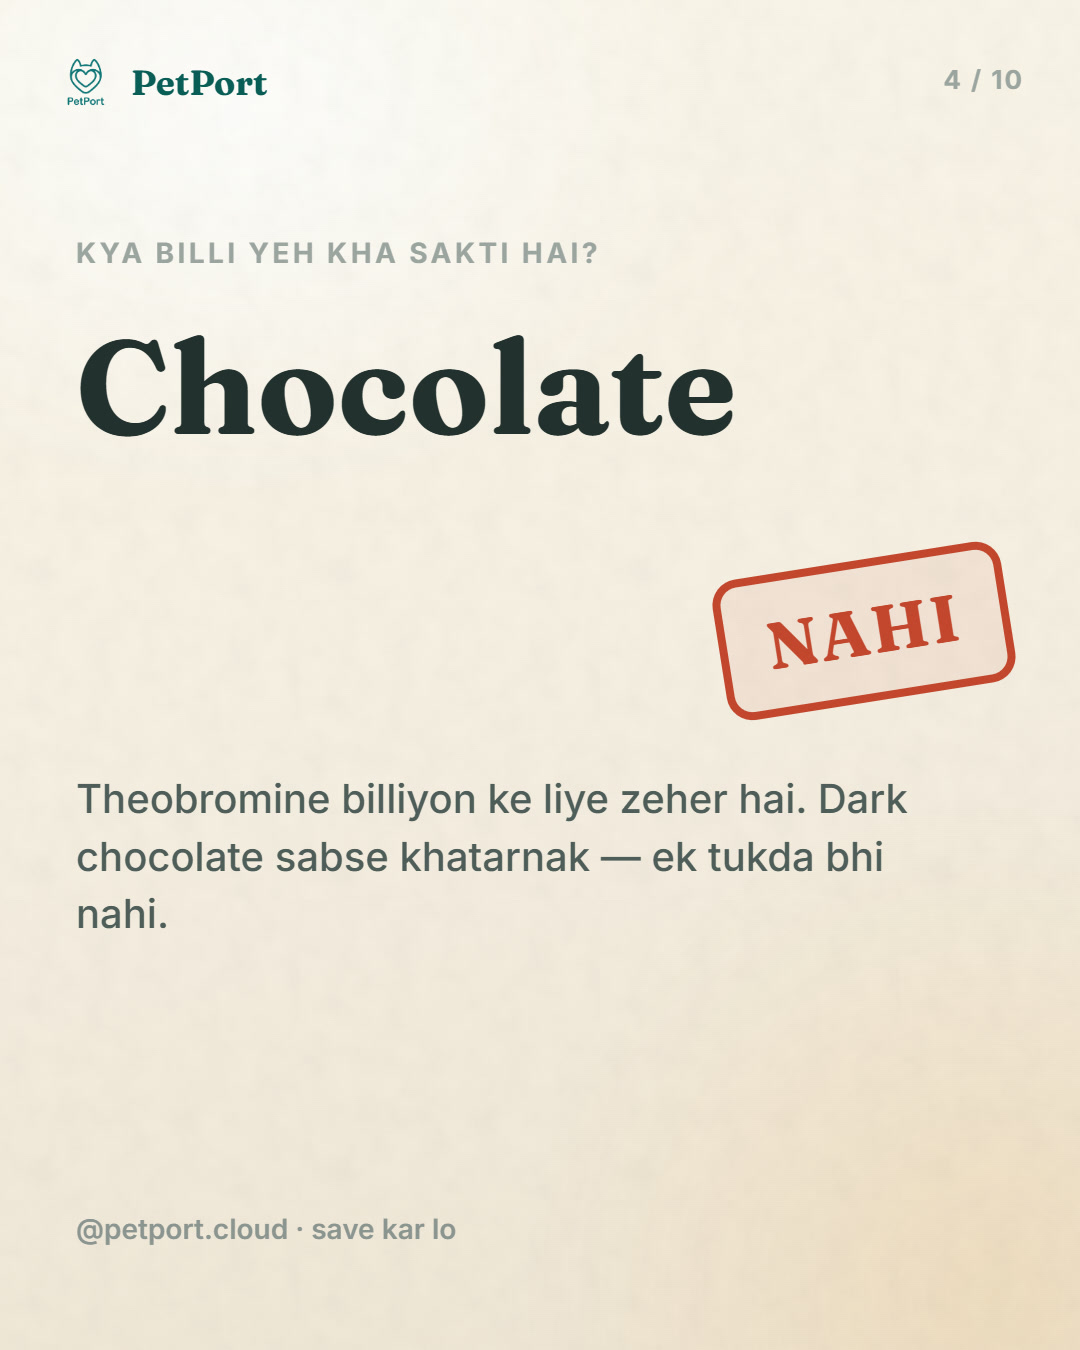 PetPort
PetPort
4 / 10
KYA BILLI YEH KHA SAKTI HAI?
Chocolate
NAHI
Theobromine billiyon ke liye zeher hai. Dark
chocolate sabse khatarnak — ek tukda bhi
nahi.
@petport.cloud · save kar lo